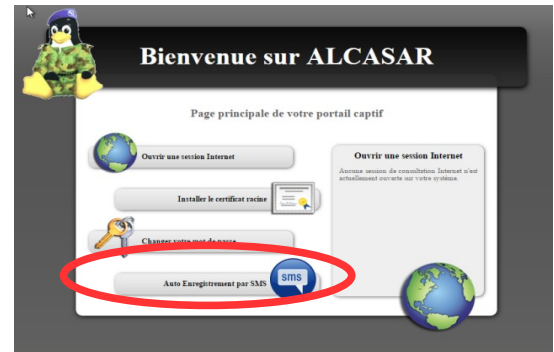 Bienvenue sur ALCASAR
Page principale de votre portail captif
Ouvrir une session Internet
Installer le certificat racine
Changer votre mot de passe
Auto Enregistrement par SMS
sms
Ouvrir une session Internet
Aucune session de consultation Internet n'est
actuellement ouverte sur votre système.